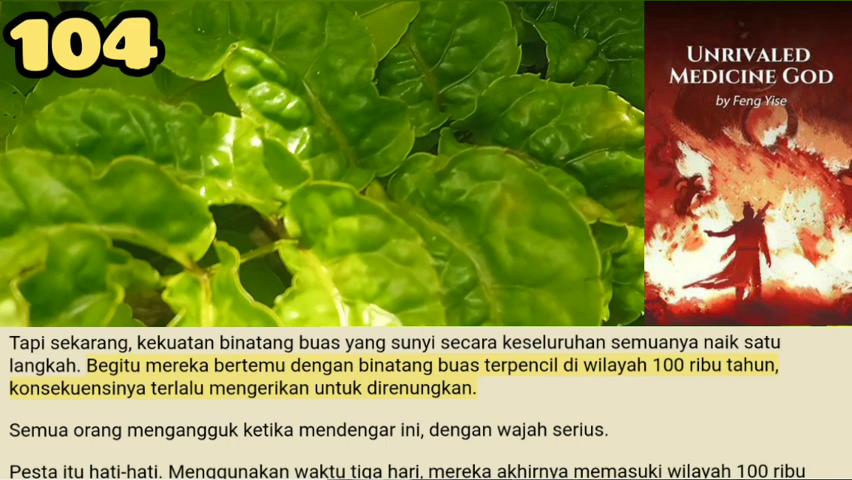 104
UNRIVALED
MEDICINE GOD
by Feng Yise
Tapi sekarang, kekuatan binatang buas yang sunyi secara keseluruhan semuanya naik satu
langkah. Begitu mereka bertemu dengan binatang buas terpencil di wilayah 100 ribu tahun,
konsekuensinya terlalu mengerikan untuk direnungkan.
Semua orang mengangguk ketika mendengar ini, dengan wajah serius.
Pesta itu hati-hati. Menggunakan waktu tiga hari, mereka akhirnya memasuki wilayah 100 ribu